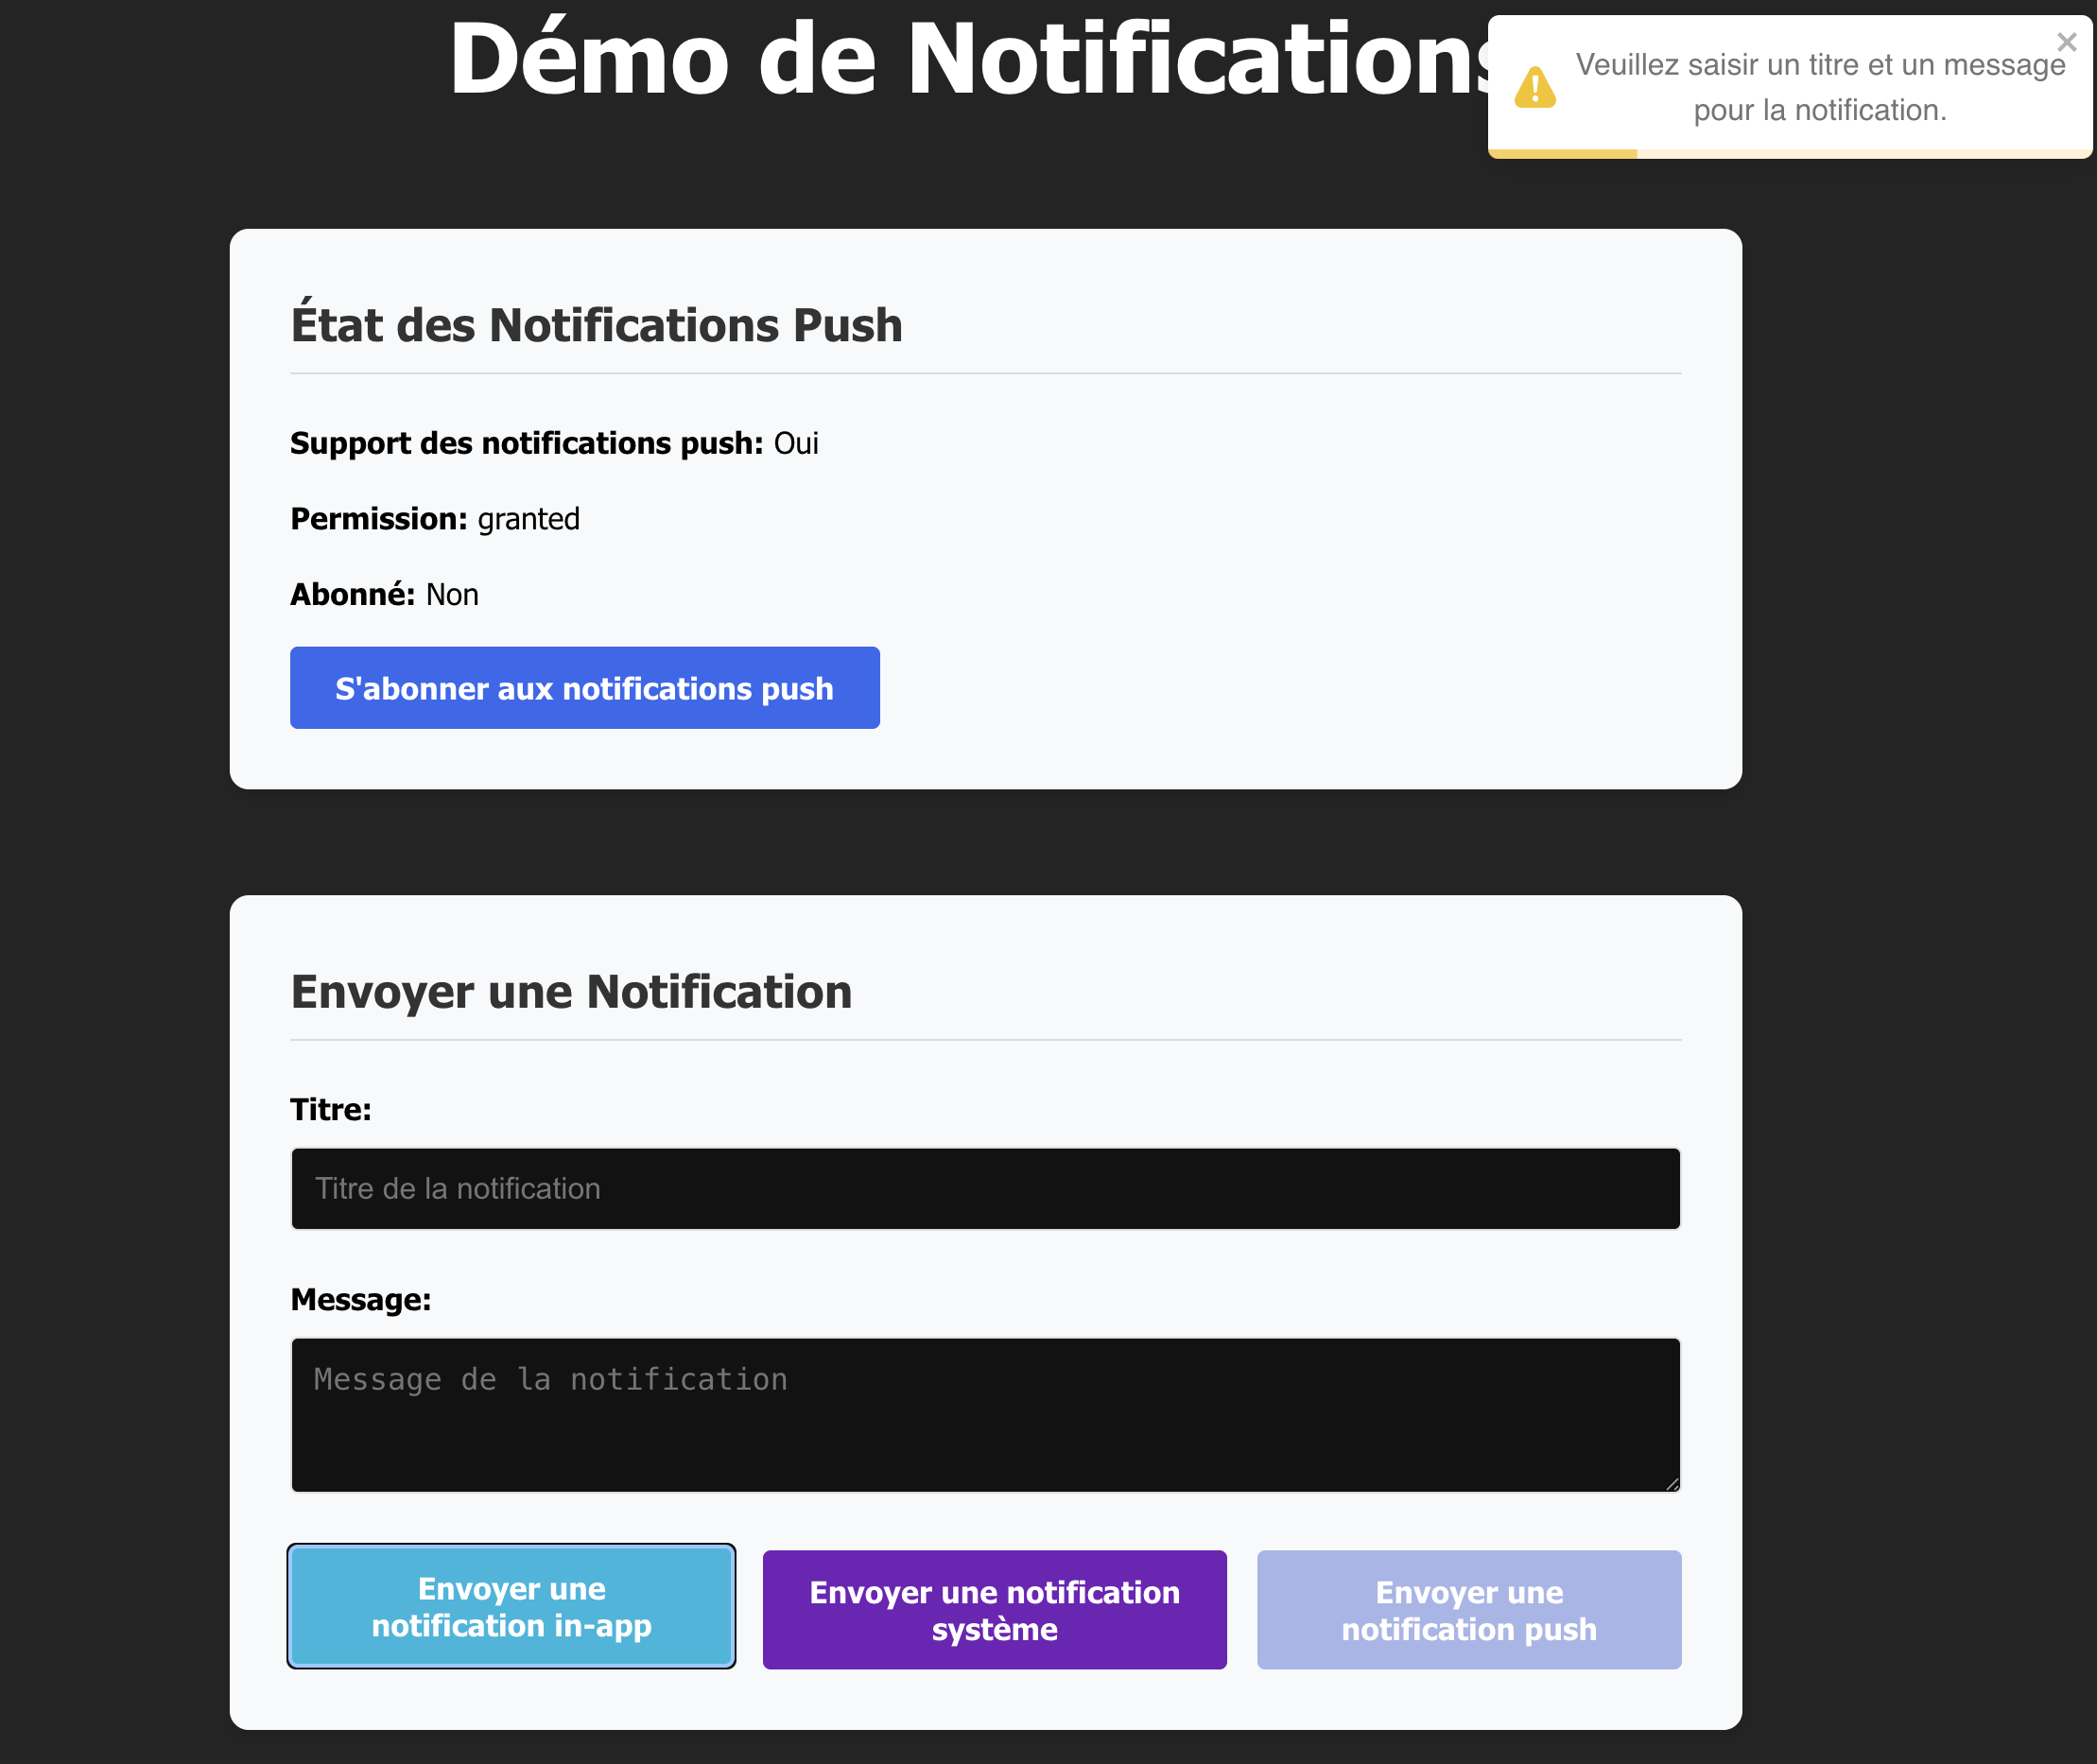 Démo de Notifications
Veuillez saisir un titre et un message
pour la notification.
État des Notifications Push
Support des notifications push: Oui
Permission: granted
Abonné: Non
S'abonner aux notifications push
Envoyer une Notification
Titre:
Titre de la notification
Message:
Message de la notification
Envoyer une
notification in-app
Envoyer une notification
système
Envoyer une
notification push